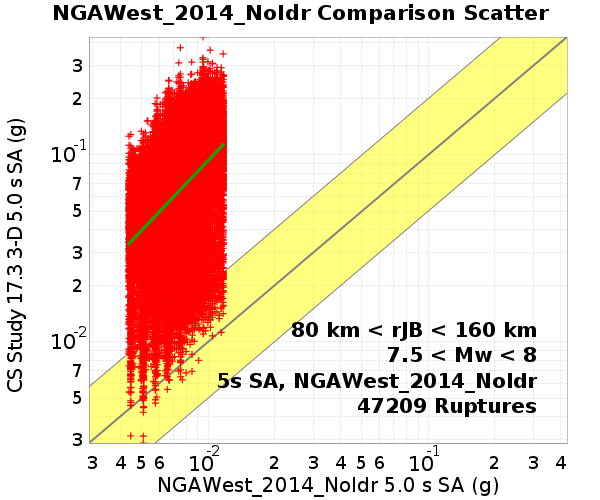 NGAWest_2014_NoIdr Comparison Scatter
CS Study 17.3 3-D 5.0 s SA (g)
3
2
10^-1
7
5
3
2
10^-2
7
5
3
80 km < rJB < 160 km
7.5 < Mw < 8
5s SA, NGAWest_2014_NoIdr
47209 Ruptures
3 4 5 6 10^-2 2 3 4 5 6 10^-1 2 3 4
NGAWest_2014_NoIdr 5.0 s SA (g)